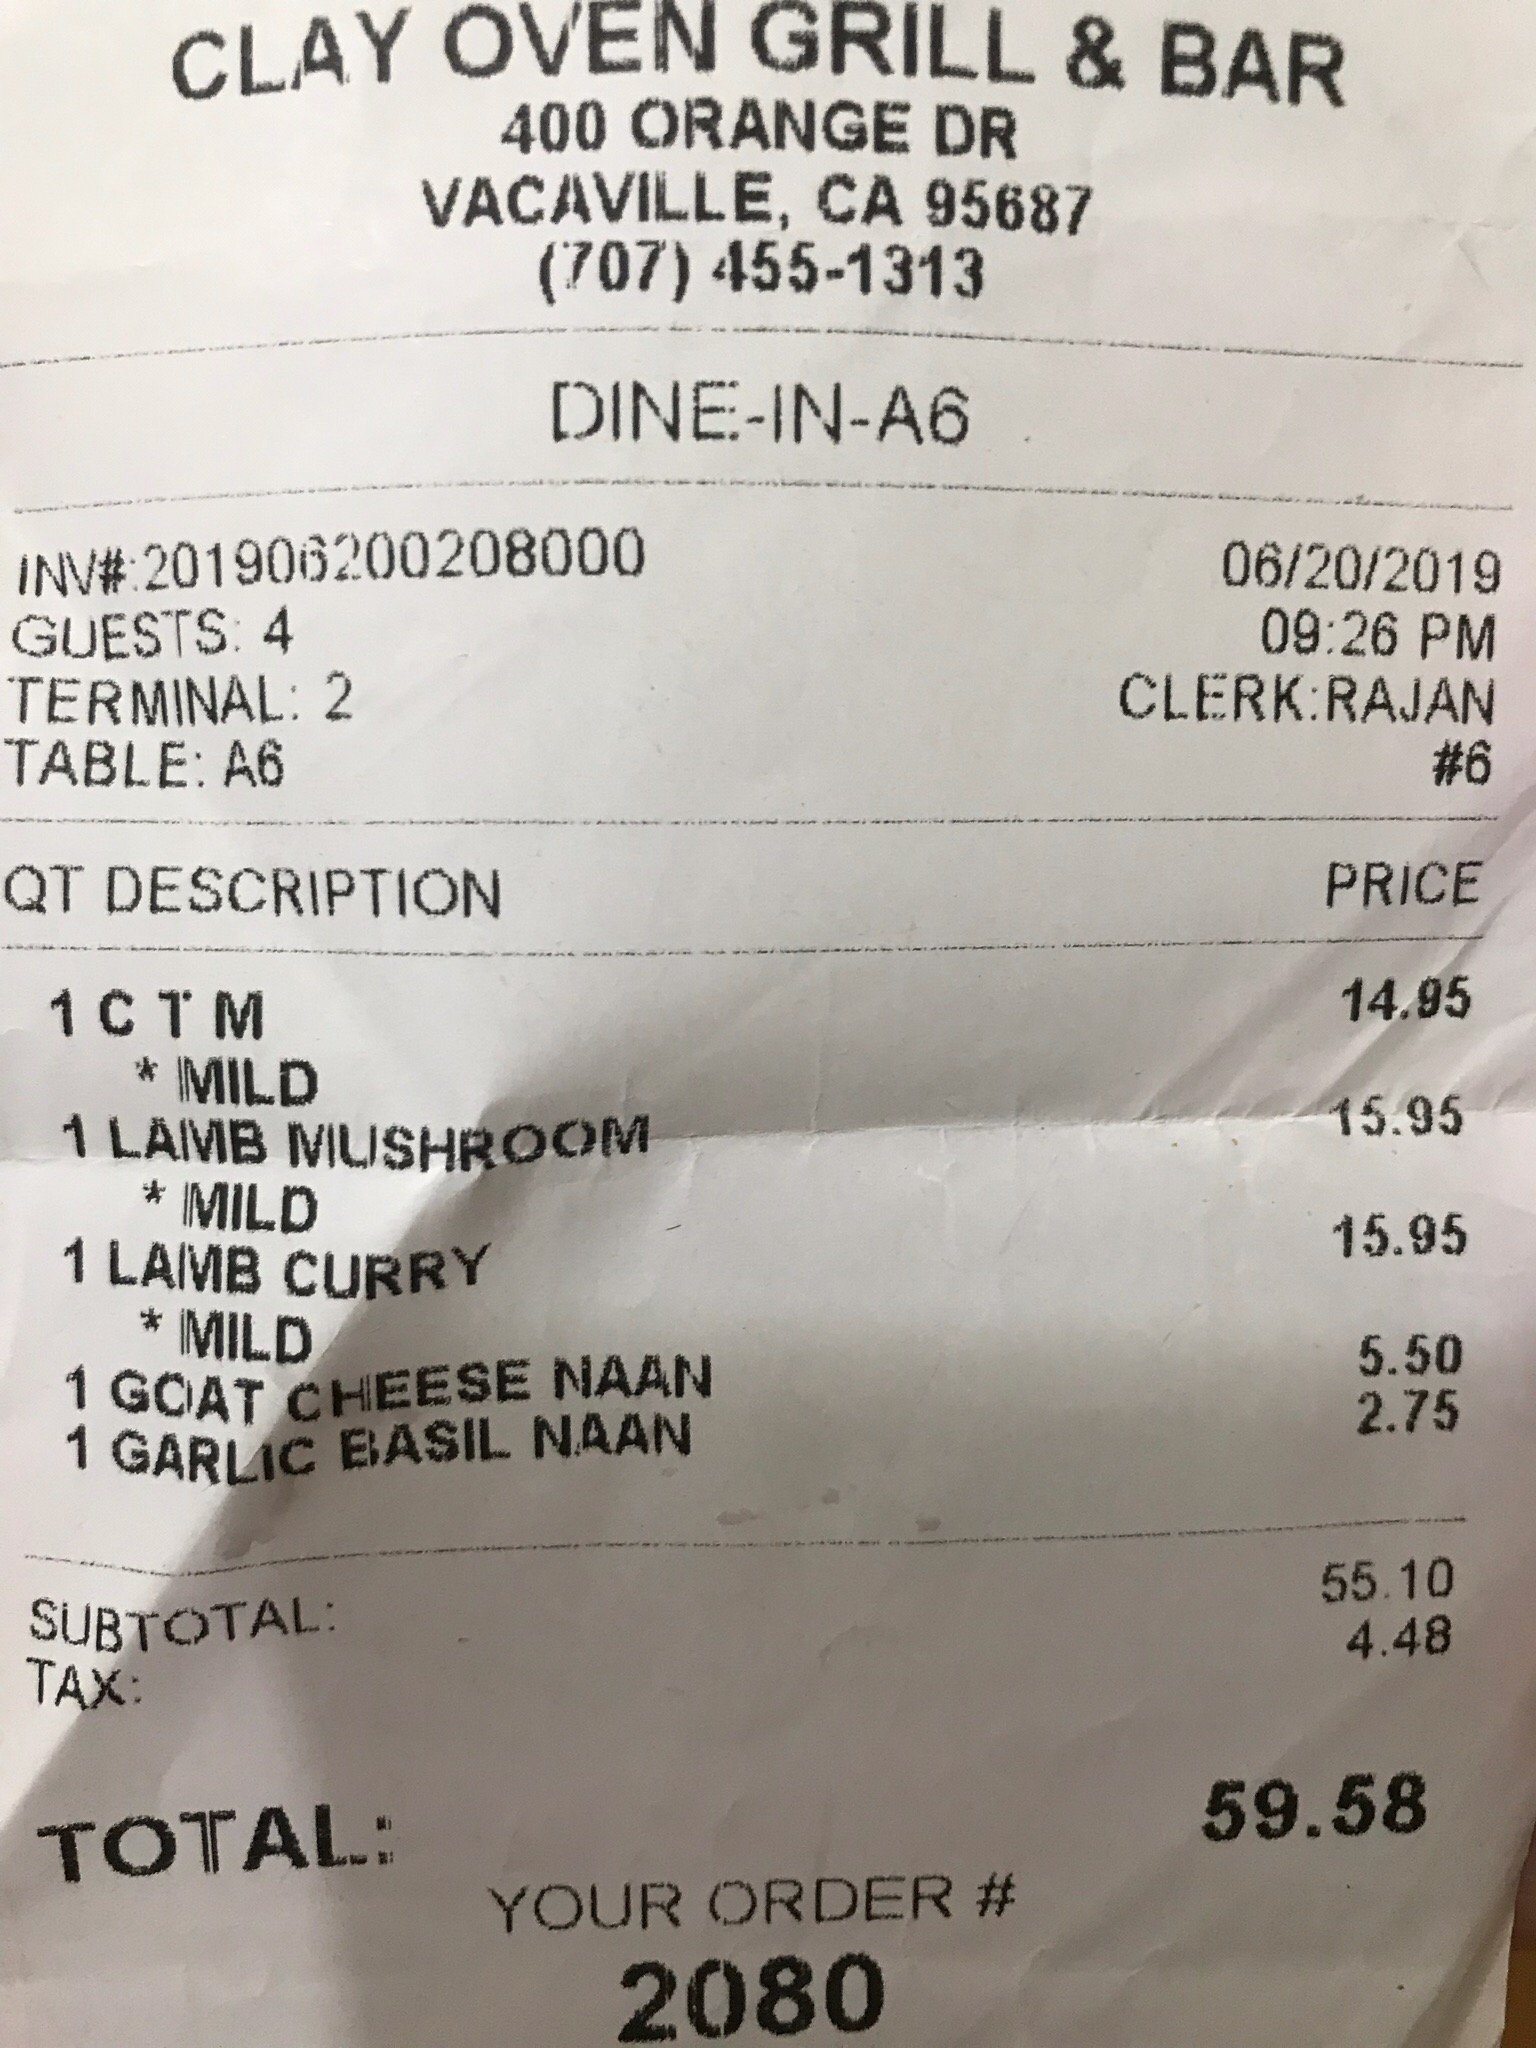 CLAY OVEN GRILL & BAR
400 ORANGE DR
VACAVILLE, CA 95687
(707) 455-1313
DINE-IN-A6
INV#:201906200208000 06/20/2019
GUESTS: 4 09:26 PM
TERMINAL: 2 CLERK:RAJAN
TABLE: A6 #6
QT DESCRIPTION PRICE
1 C T M 14.95
* MILD
1 LAMB MUSHROOM 15.95
* MILD
1 LAMB CURRY 15.95
* MILD
1 GOAT CHEESE NAAN 5.50
1 GARLIC BASIL NAAN 2.75
SUBTOTAL: 55.10
TAX: 4.48
TOTAL: 59.58
YOUR ORDER #
2080